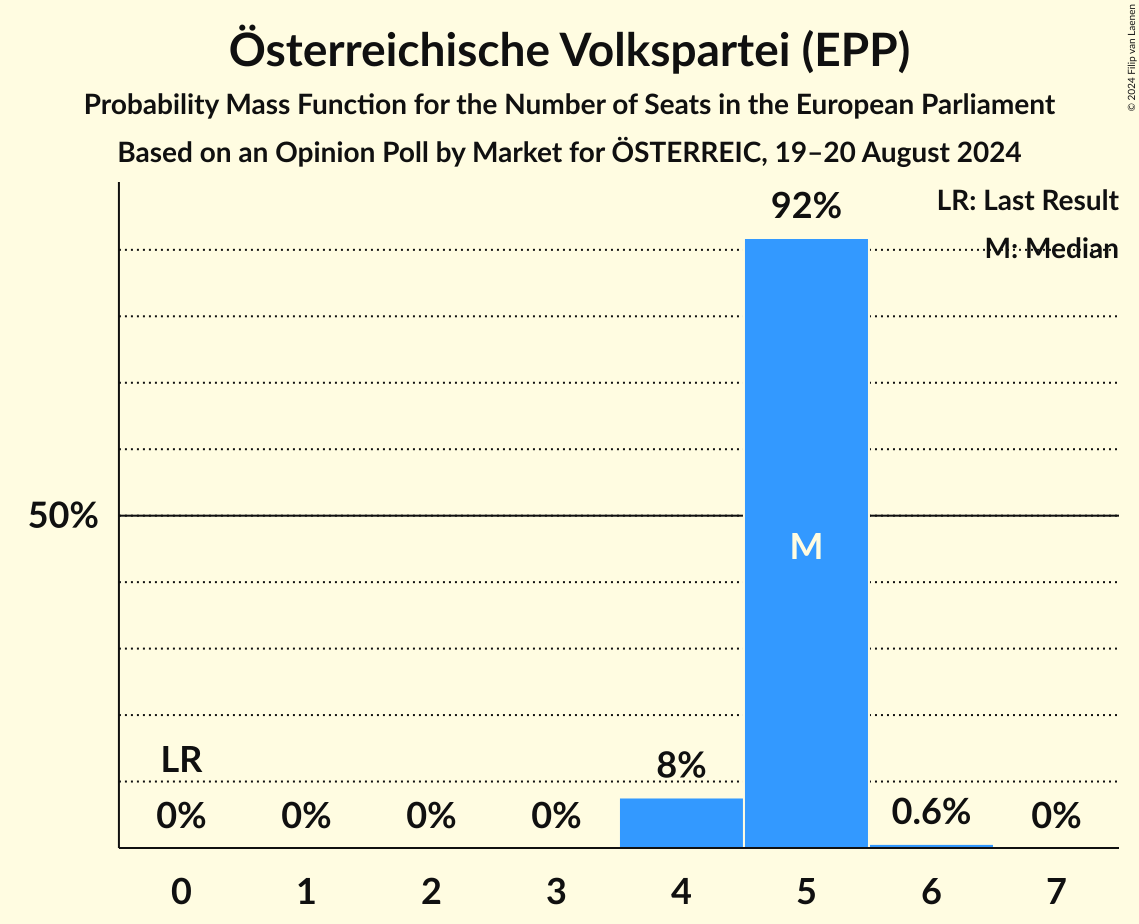 Österreichische Volkspartei (EPP)
Probability Mass Function for the Number of Seats in the European Parliament
Based on an Opinion Poll by Market for ÖSTERREIC, 19–20 August 2024
© 2024 Filip van Laenen
LR: Last Result
M: Median
92%
50%
M
LR
0% 0% 0% 0% 8% 0.6% 0%
0 1 2 3 4 5 6 7